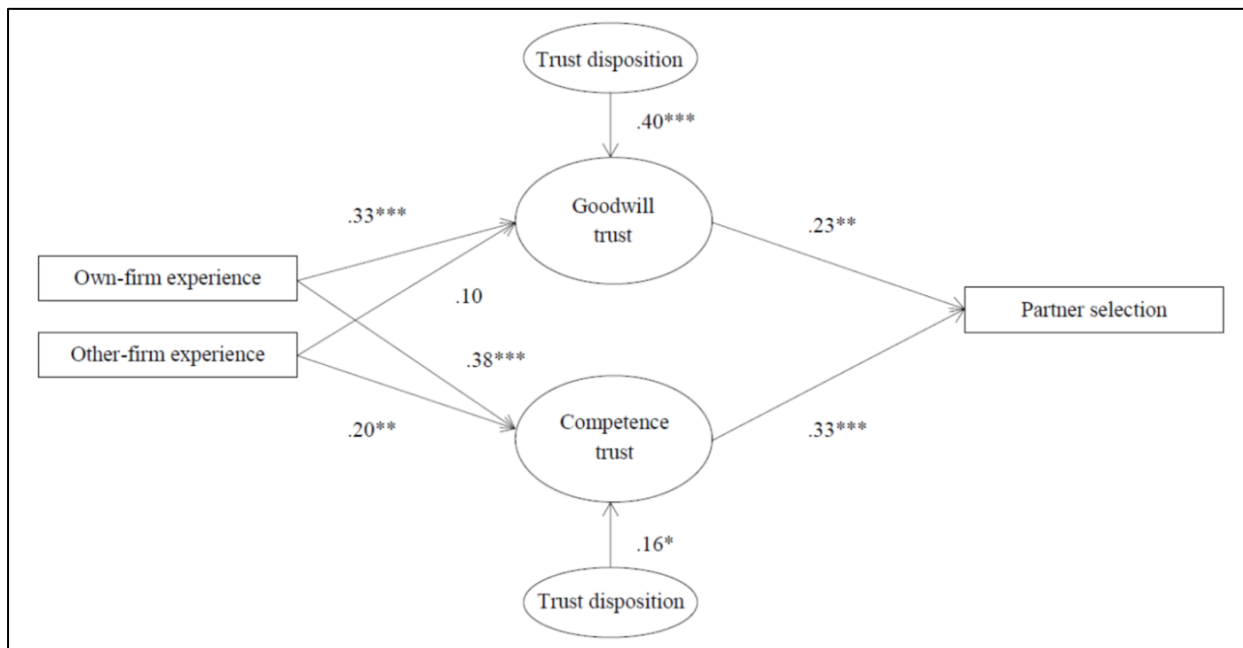 Trust disposition
.40***
Goodwill
trust
.33***
.23**
Own-firm experience
.10
Partner selection
Other-firm experience
.38***
.20**
Competence
trust
.33***
.16*
Trust disposition